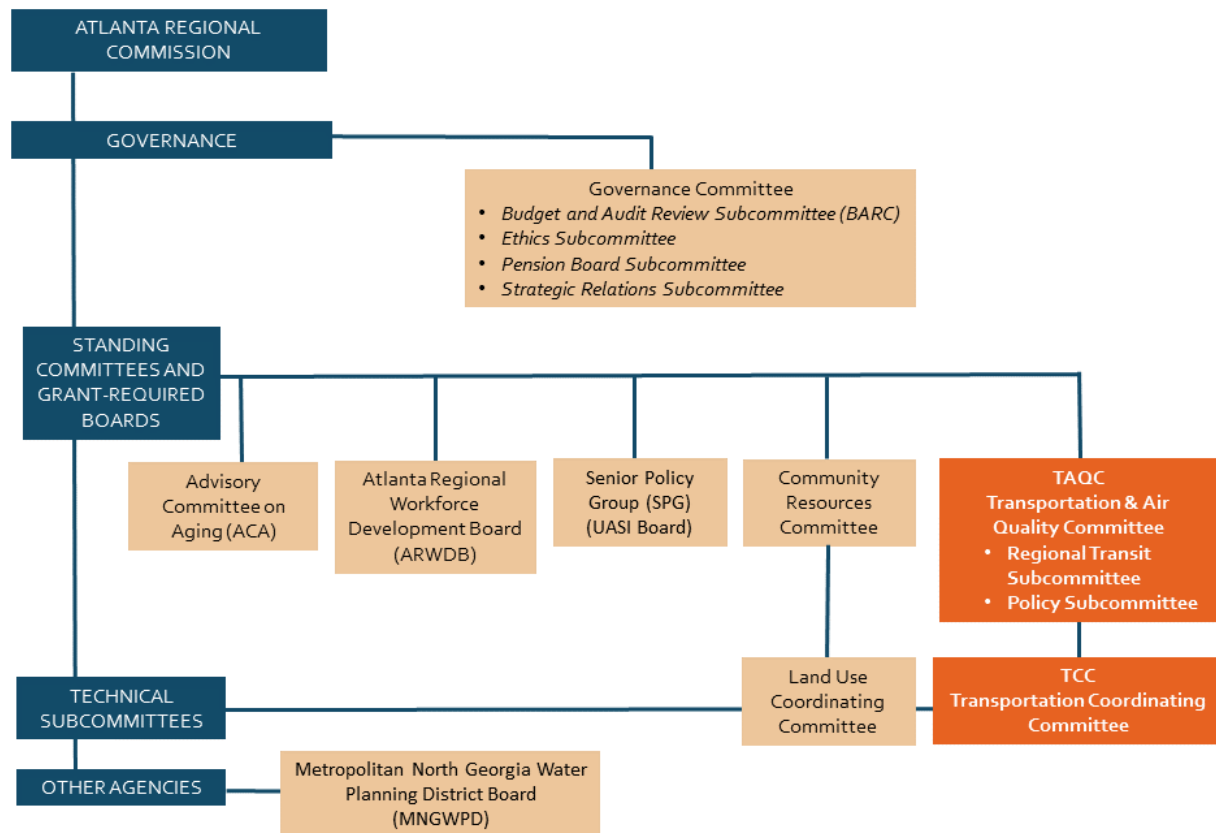 ATLANTA REGIONAL
COMMISSION
GOVERNANCE
Governance Committee
• Budget and Audit Review Subcommittee (BARC)
• Ethics Subcommittee
• Pension Board Subcommittee
• Strategic Relations Subcommittee
STANDING
COMMITTEES AND
GRANT-REQUIRED
BOARDS
Advisory
Committee on
Aging (ACA)
Atlanta Regional
Workforce
Development Board
(ARWDB)
Senior Policy
Group (SPG)
(UASI Board)
Community
Resources
Committee
TAQC
Transportation & Air
Quality Committee
• Regional Transit
Subcommittee
• Policy Subcommittee
TECHNICAL
SUBCOMMITTEES
Land Use
Coordinating
Committee
TCC
Transportation Coordinating
Committee
OTHER AGENCIES
Metropolitan North Georgia Water
Planning District Board
(MNGWPD)